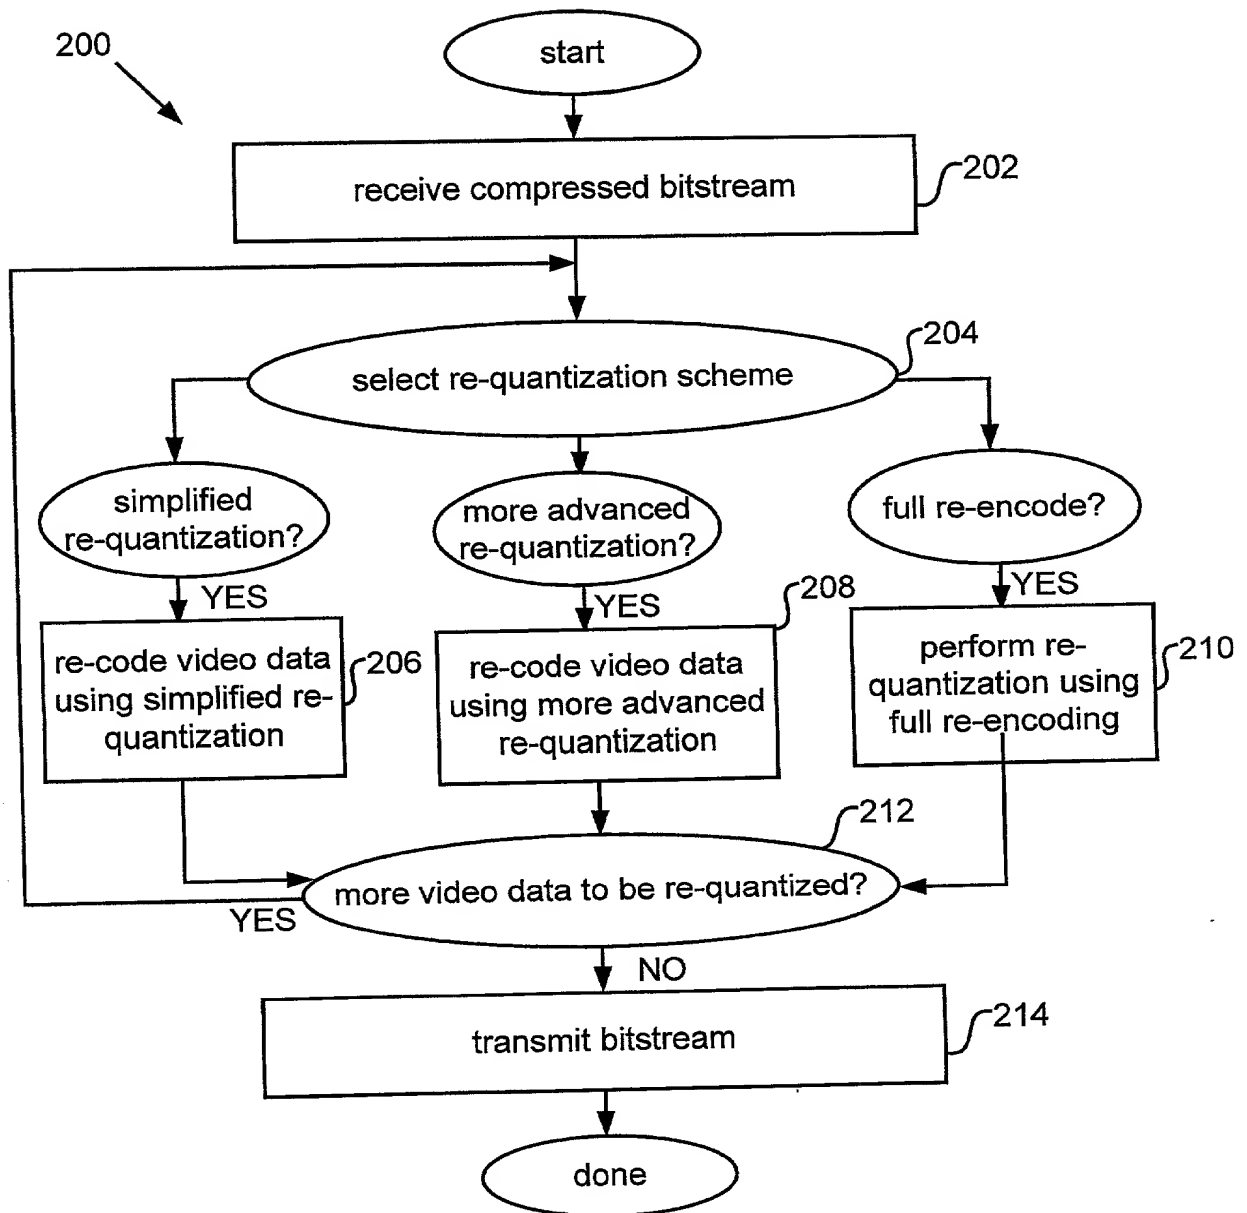 200
start
receive compressed bitstream
202
select re-quantization scheme
204
simplified
re-quantization?
more advanced
re-quantization?
full re-encode?
YES
YES
YES
re-code video data
using simplified re-
quantization
206
re-code video data
using more advanced
re-quantization
208
perform re-
quantization using
full re-encoding
210
more video data to be re-quantized?
212
YES
NO
transmit bitstream
214
done